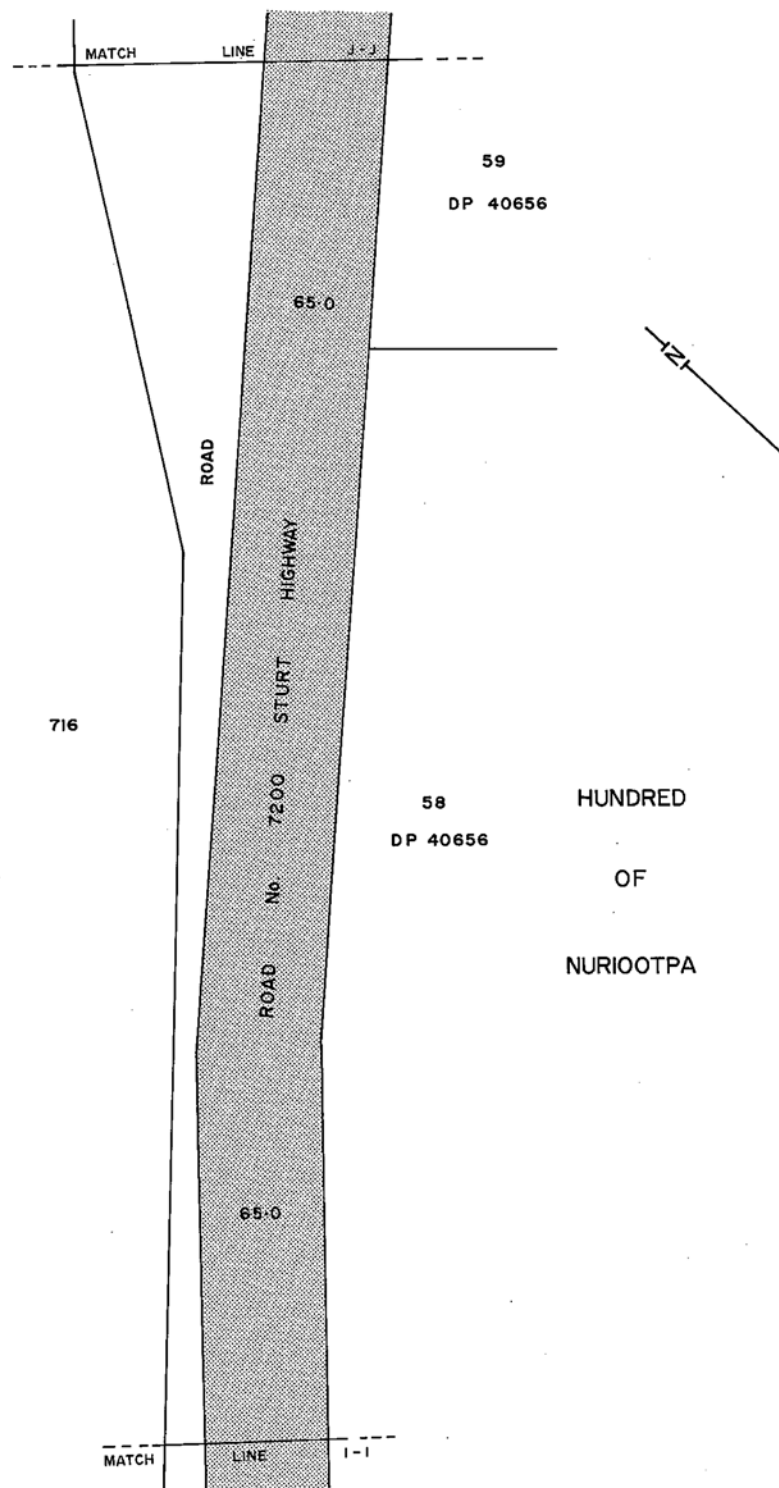 MATCH LINE J-J
59
DP 40656
65·0
N
ROAD
716
58
DP 40656
HUNDRED
OF
NURIOOTPA
ROAD No. 7200 STURT HIGHWAY
65·0
MATCH LINE I-I